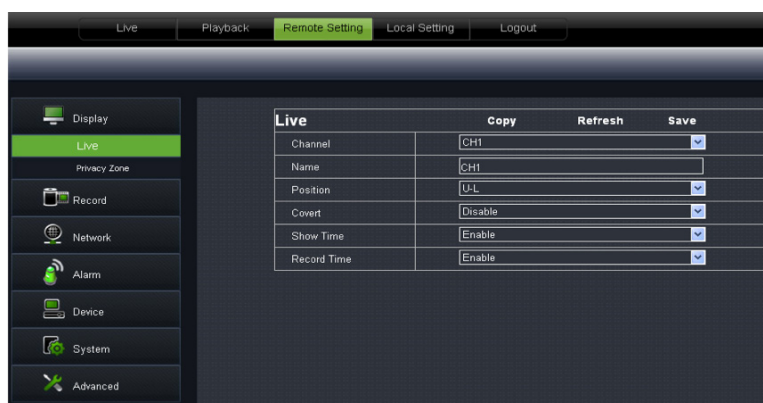 Live Playback Remote Setting Local Setting Logout
Display
Live
Privacy Zone
Record
Network
Alarm
Device
System
Advanced
Live Copy Refresh Save
Channel CH1
Name CH1
Position U-L
Covert Disable
Show Time Enable
Record Time Enable